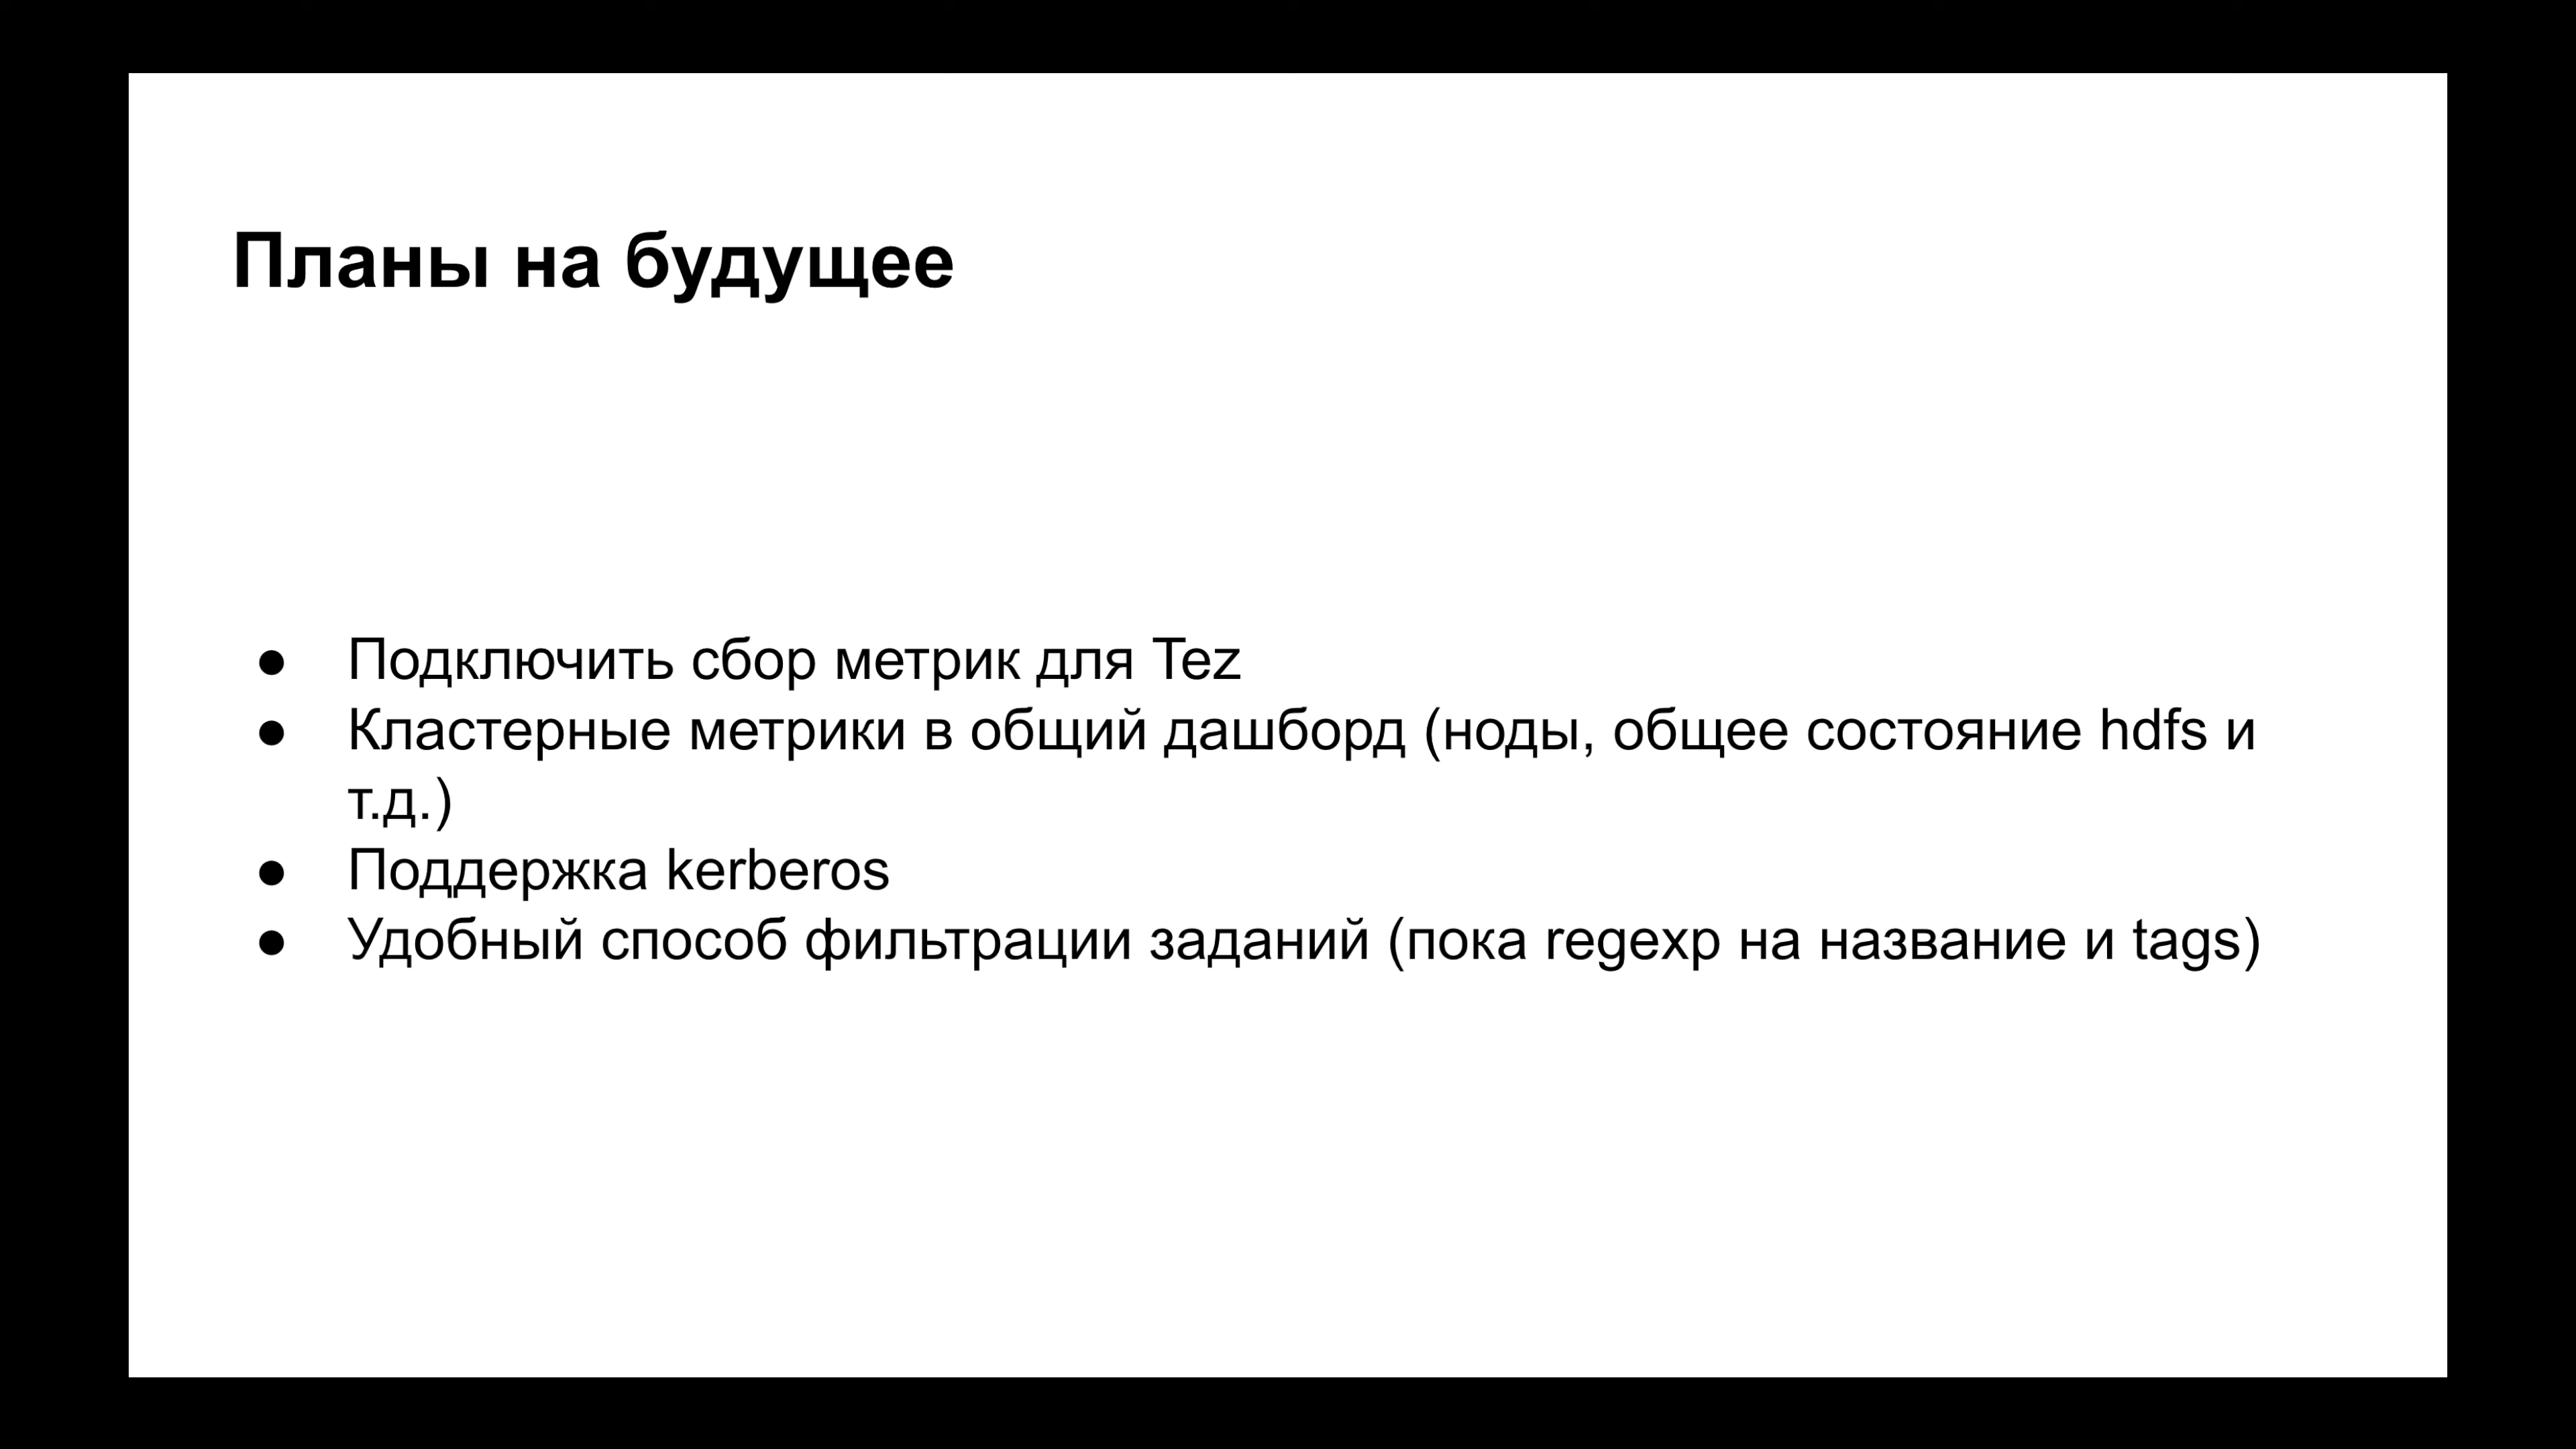 Планы на будущее
● Подключить сбор метрик для Tez
● Кластерные метрики в общий дашборд (ноды, общее состояние hdfs и
т.д.)
● Поддержка kerberos
● Удобный способ фильтрации заданий (пока regexp на название и tags)